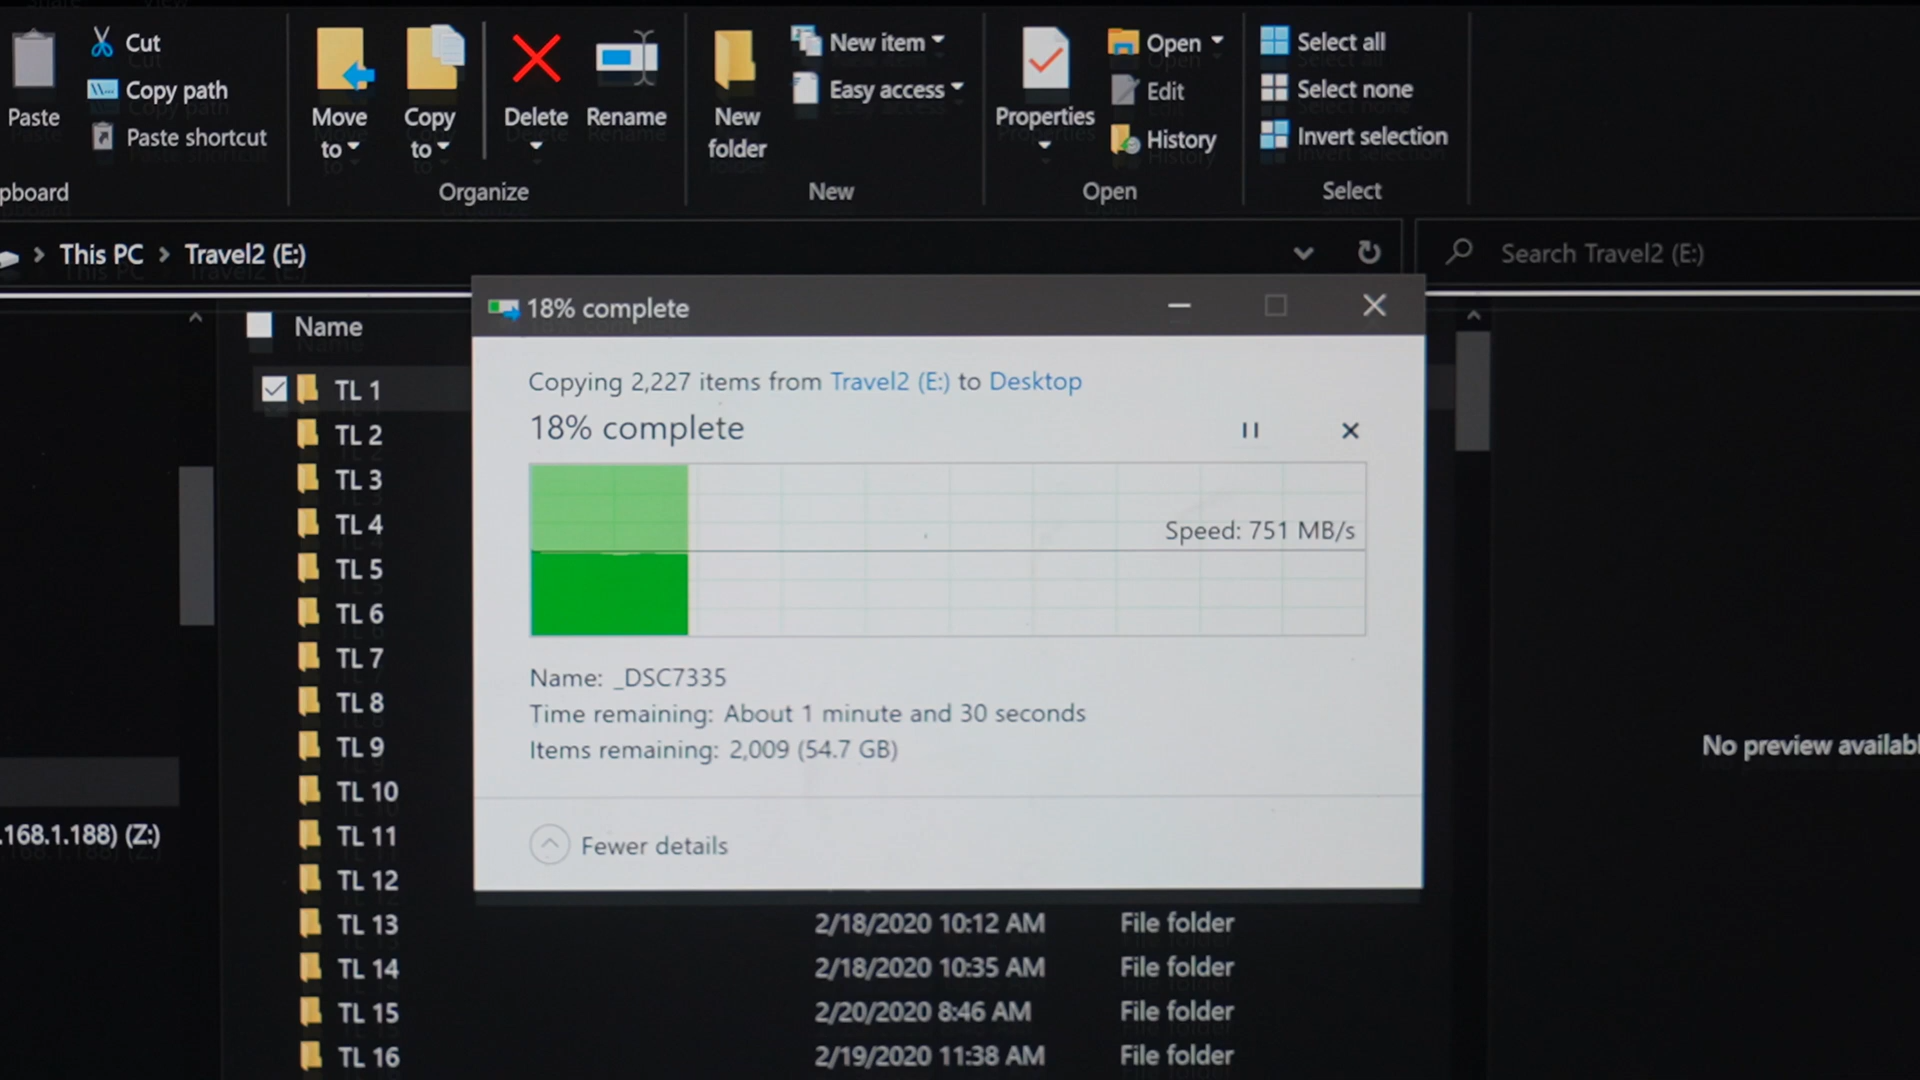 Cut
Copy path
Paste
Paste shortcut
pboard
Move to
Copy to
Delete
Rename
Organize
New folder
New item
Easy access
New
Properties
Open
Edit
History
Open
Select all
Select none
Invert selection
Select
This PC > Travel2 (E:)
Search Travel2 (E:)
Name
18% complete
Copying 2,227 items from Travel2 (E:) to Desktop
18% complete
Speed: 751 MB/s
Name: _DSC7335
Time remaining: About 1 minute and 30 seconds
Items remaining: 2,009 (54.7 GB)
Fewer details
TL 1
TL 2
TL 3
TL 4
TL 5
TL 6
TL 7
TL 8
TL 9
TL 10
TL 11
TL 12
TL 13 2/18/2020 10:12 AM File folder
TL 14 2/18/2020 10:35 AM File folder
TL 15 2/20/2020 8:46 AM File folder
TL 16 2/19/2020 11:38 AM File folder
.168.1.188) (Z:)
No preview availabl